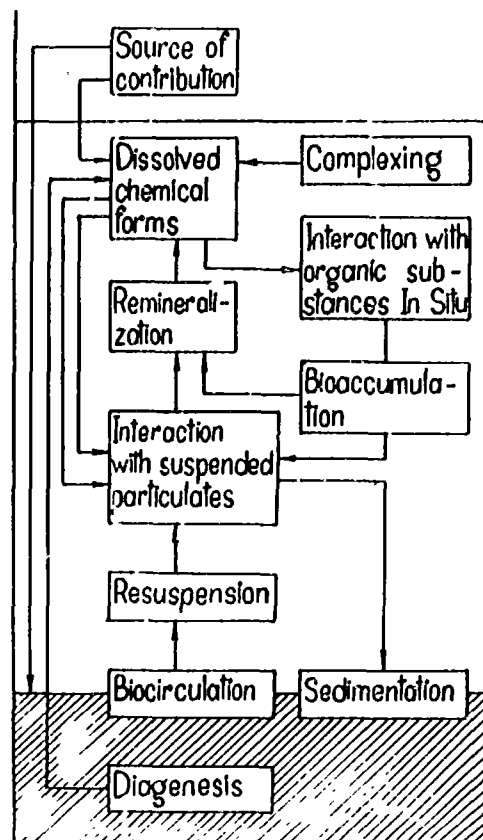 Source of
contribution
Dissolved
chemical
forms
Complexing
Interaction with
organic sub-
stances In Situ
Реminerali-
zation
Bioaccumula-
tion
Interaction
with suspended
particulates
Resuspension
Biocirculation
Sedimentation
Diagenesis